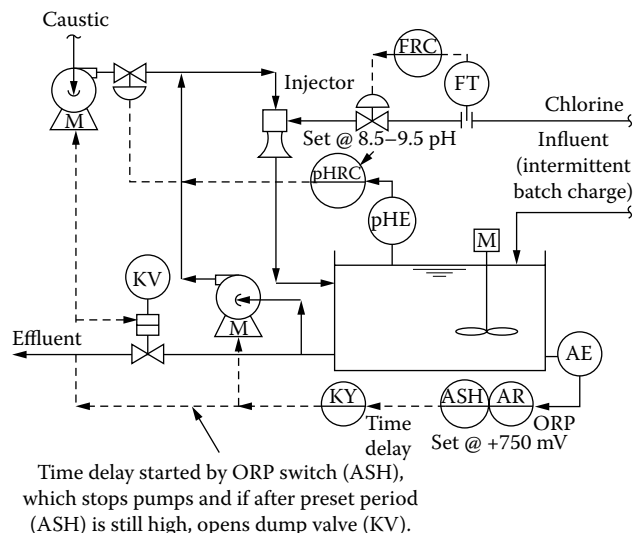 Caustic
FRC
FT
Injector
M
Chlorine
Set @ 8.5–9.5 pH
Influent
(intermittent
batch charge)
pHRC
pHE
M
KV
M
Effluent
AE
KY
ASH
AR
Time
delay
ORP
Set @ +750 mV
Time delay started by ORP switch (ASH),
which stops pumps and if after preset period
(ASH) is still high, opens dump valve (KV).